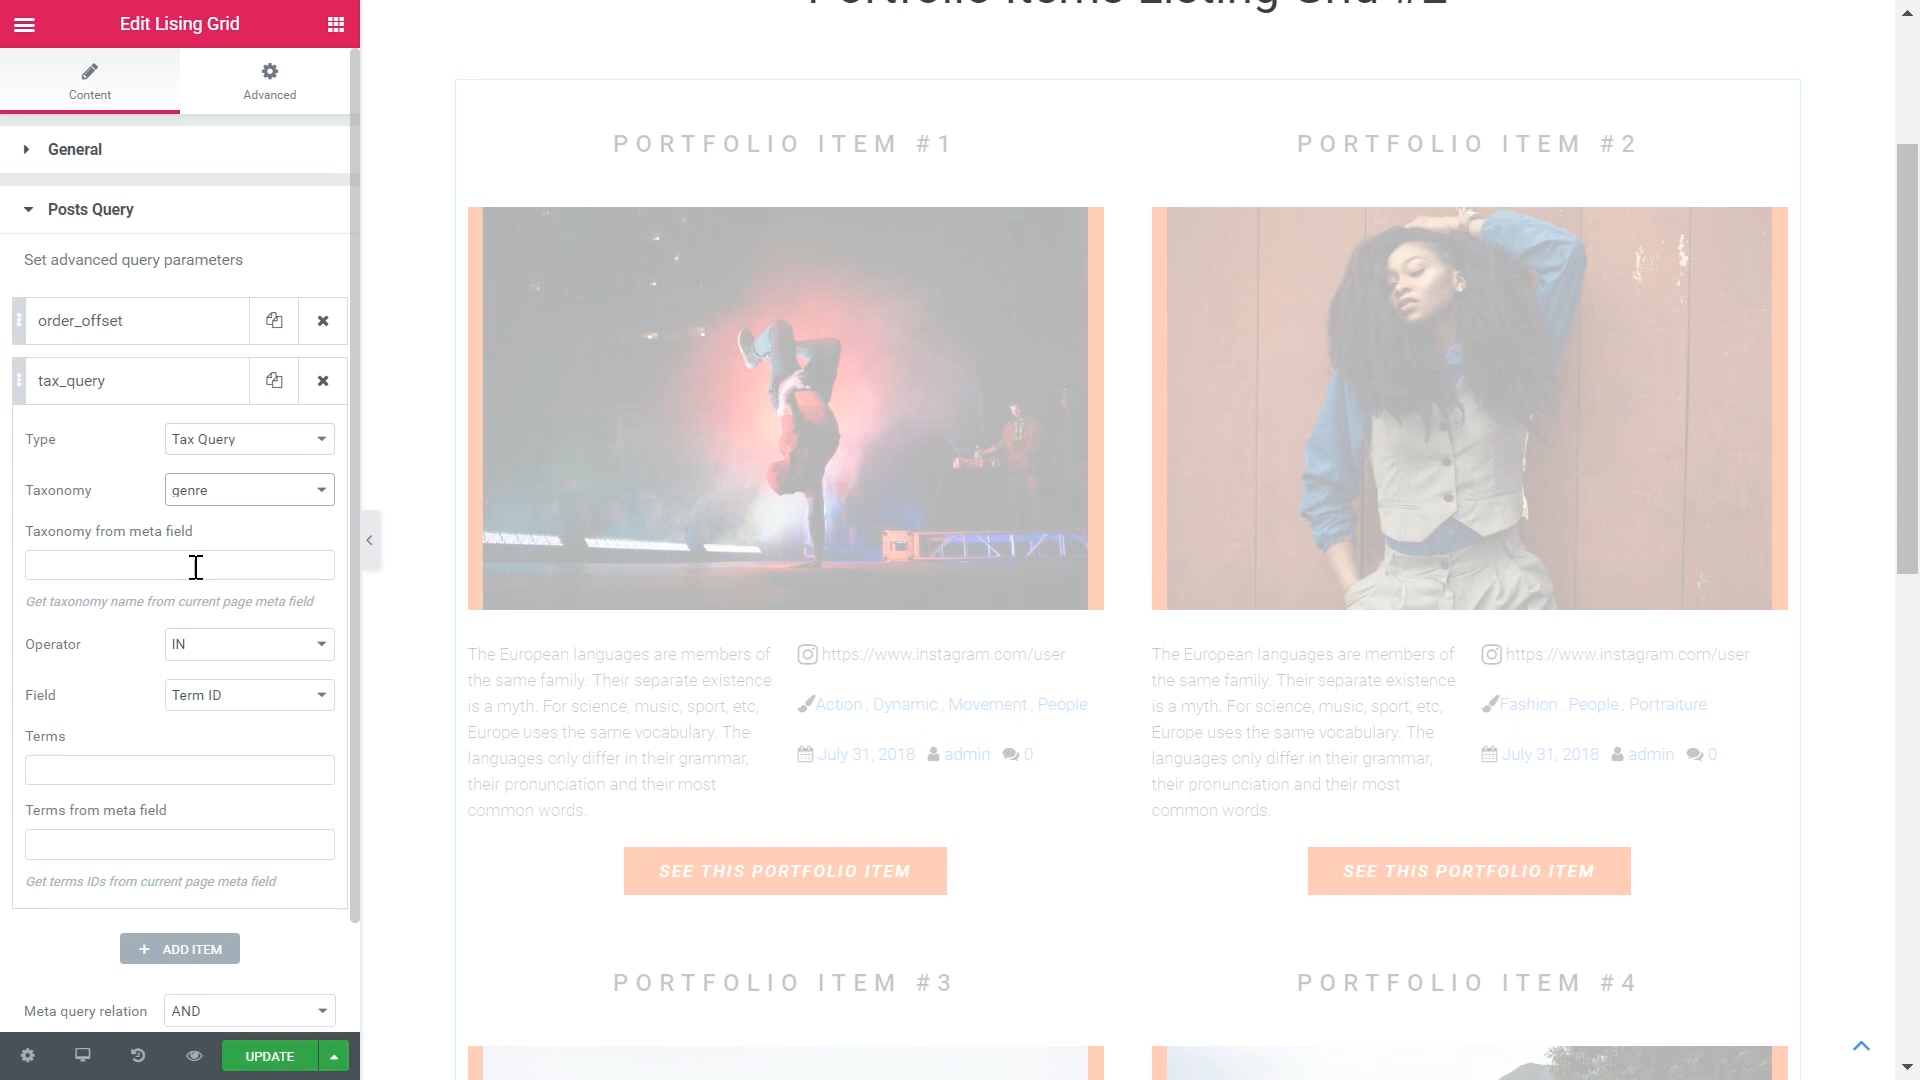 Edit Lising Grid
Content
Advanced
General
Posts Query
Set advanced query parameters
order_offset
tax_query
Type
Tax Query
Taxonomy
genre
Taxonomy from meta field
Get taxonomy name from current page meta field
Operator
IN
Field
Term ID
Terms
Terms from meta field
Get terms IDs from current page meta field
+ ADD ITEM
Meta query relation
AND
UPDATE
Portfolio Items Listing Grid #2
PORTFOLIO ITEM #1
The European languages are members of
the same family. Their separate existence
is a myth. For science, music, sport, etc,
Europe uses the same vocabulary. The
languages only differ in their grammar,
their pronunciation and their most
common words.
https://www.instagram.com/user
Action , Dynamic , Movement , People
July 31, 2018 admin 0
SEE THIS PORTFOLIO ITEM
PORTFOLIO ITEM #2
The European languages are members of
the same family. Their separate existence
is a myth. For science, music, sport, etc,
Europe uses the same vocabulary. The
languages only differ in their grammar,
their pronunciation and their most
common words.
https://www.instagram.com/user
Fashion , People , Portraiture
July 31, 2018 admin 0
SEE THIS PORTFOLIO ITEM
PORTFOLIO ITEM #3
PORTFOLIO ITEM #4